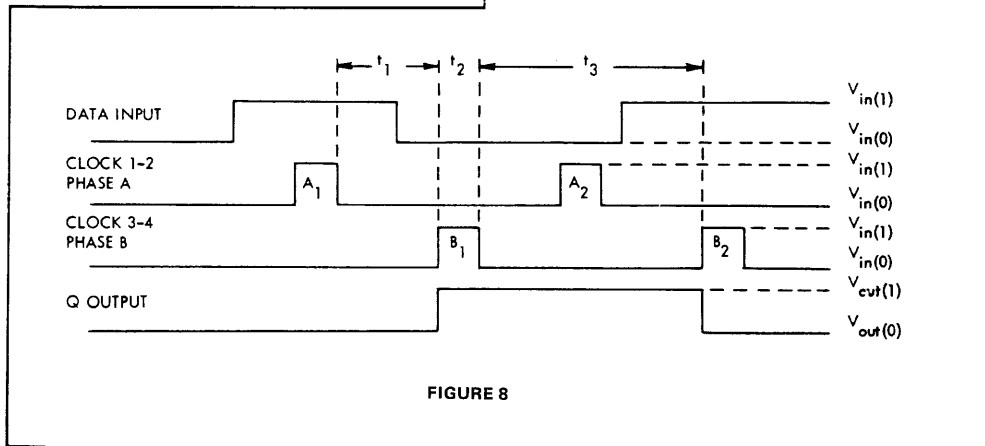 t1 t2 t3
DATA INPUT
Vin(1)
Vin(0)
CLOCK 1-2
PHASE A
A1 A2
Vin(1)
Vin(0)
CLOCK 3-4
PHASE B
B1 B2
Vin(1)
Vin(0)
Q OUTPUT
Vcut(1)
Vout(0)
FIGURE 8